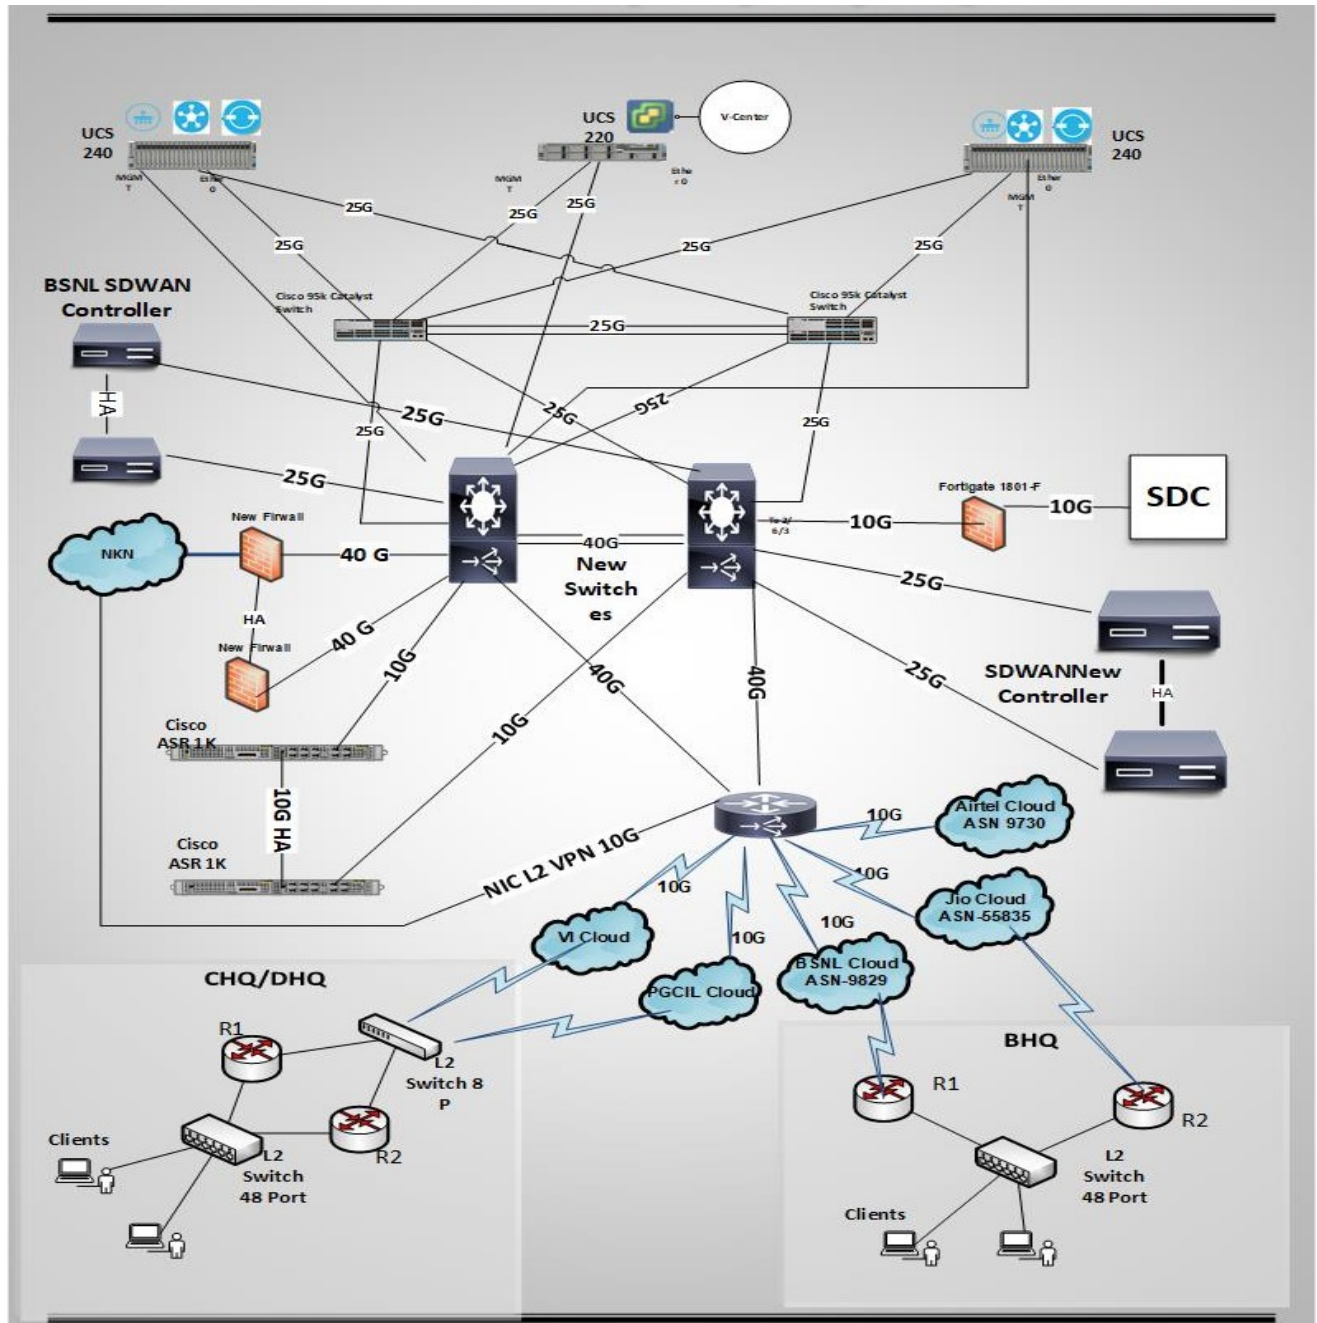 UCS
240
MGM
T
Ether
0
UCS
220
V-Center
MGM
T
Ethe
r 0
UCS
240
Ether
0
MGM
T
25G
25G
25G
25G
25G
25G
BSNL SDWAN
Controller
Cisco 95k Catalyst
Switch
25G
Cisco 95k Catalyst
Switch
HA
25G
25G
25G
25G
25G
25G
Fortigate 1801-F
SDC
10G
10G
Te 2/
6/3
New Firwall
NKN
40 G
40G
New
Switch
es
25G
HA
40 G
New Firwall
10G
40G
40G
25G
SDWANNew
Controller
HA
Cisco
ASR 1K
10G
10G HA
Cisco
ASR 1K
NIC L2 VPN 10G
10G
Airtel Cloud
ASN 9730
10G
10G
Jio Cloud
ASN-55835
VI Cloud
10G
10G
PGCIL Cloud
BSNL Cloud
ASN-9829
CHQ/DHQ
R1
L2
Switch 8
P
R2
Clients
L2
Switch
48 Port
BHQ
R1
R2
L2
Switch
48 Port
Clients